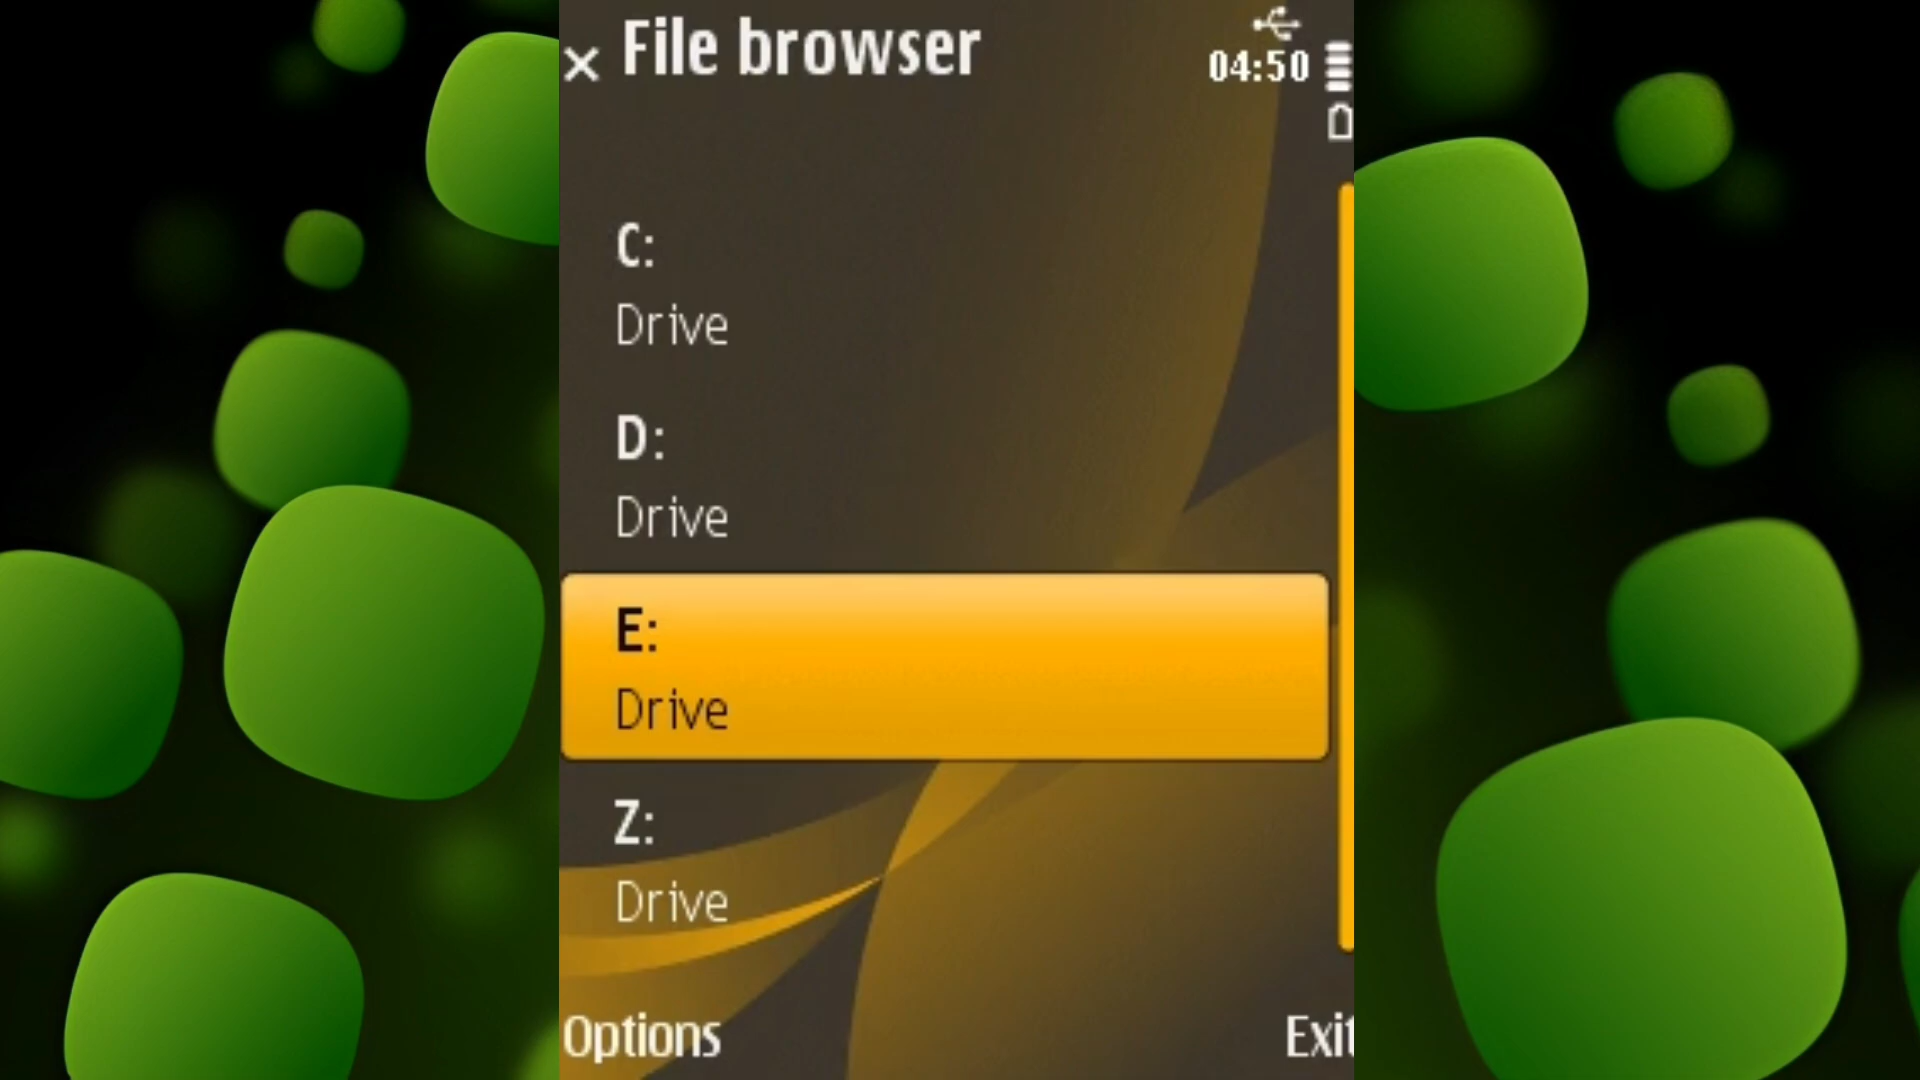 File browser
04:50
C:
Drive
D:
Drive
E:
Drive
Z:
Drive
Options
Exit